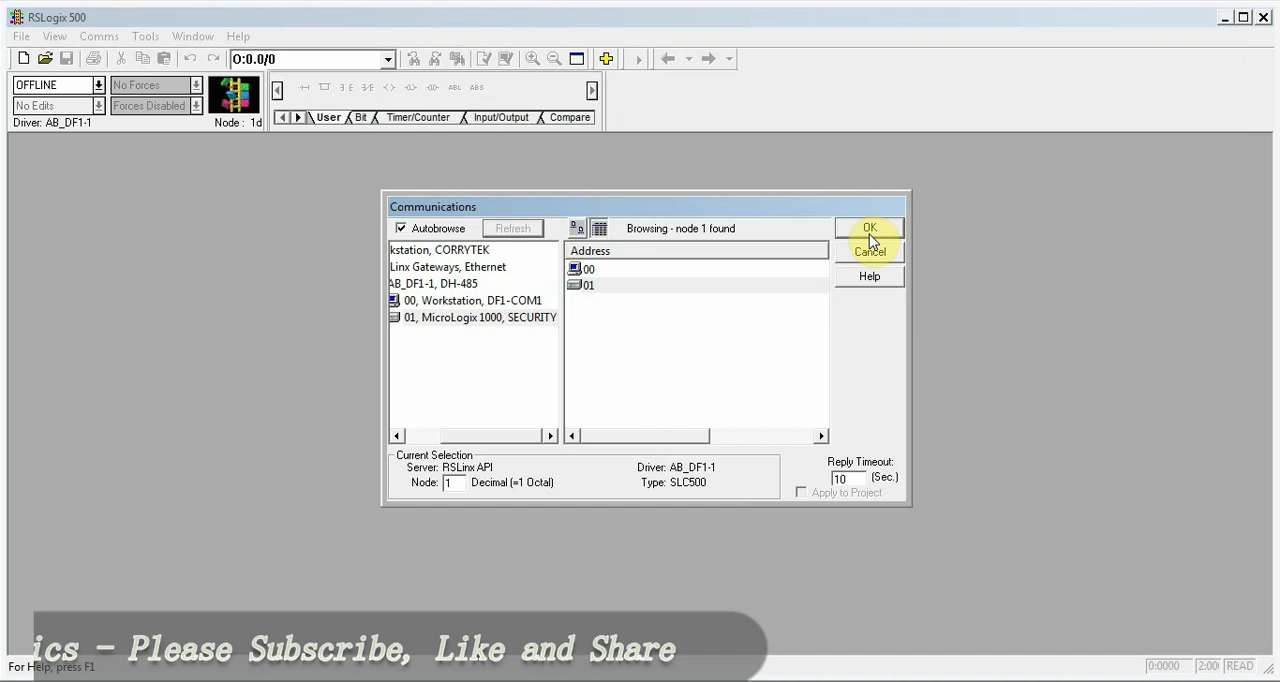 RSLogix 500
File View Comms Tools Window Help
O:0.0/0
OFFLINE No Forces
No Edits Forces Disabled
Driver: AB_DF1-1 Node : 1d
ABL ABS
User Bit Timer/Counter Input/Output Compare
Communications
Autobrowse Refresh Browsing - node 1 found OK
Cancel
Help
kstation, CORRYTEK
Linx Gateways, Ethernet
AB_DF1-1, DH-485
00, Workstation, DF1-COM1
01, MicroLogix 1000, SECURITY
Address
00
01
Current Selection
Server: RSLinx API Driver: AB_DF1-1
Node: 1 Decimal (=1 Octal) Type: SLC500
Reply Timeout:
10 (Sec.)
Apply to Project
ics - Please Subscribe, Like and Share
For Help, press F1
0:0000 2:00 READ